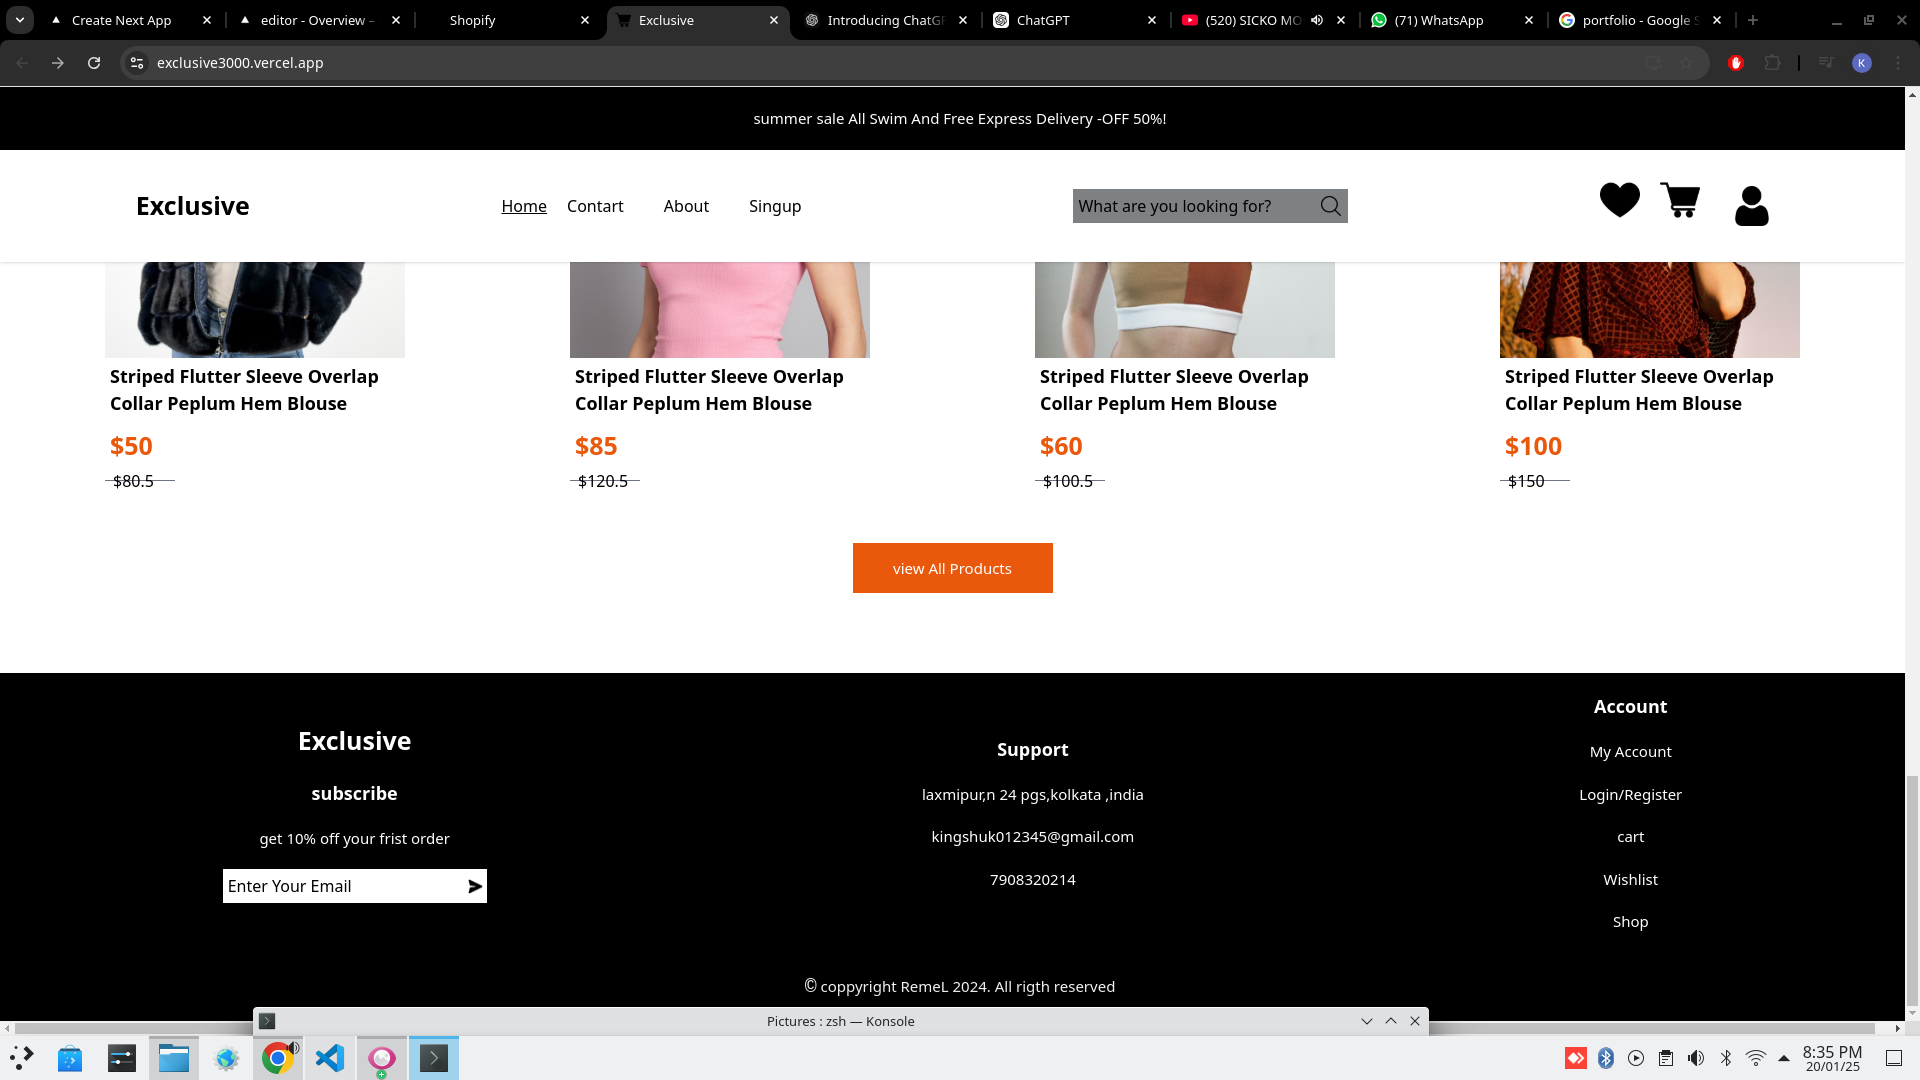 Create Next App
editor - Overview –
Shopify
Exclusive
Introducing ChatGP
ChatGPT
(520) SICKO MO
(71) WhatsApp
portfolio - Google S
exclusive3000.vercel.app
K
summer sale All Swim And Free Express Delivery -OFF 50%!
Exclusive
Home
Contart
About
Singup
What are you looking for?
Striped Flutter Sleeve Overlap
Collar Peplum Hem Blouse
$50
$80.5
Striped Flutter Sleeve Overlap
Collar Peplum Hem Blouse
$85
$120.5
Striped Flutter Sleeve Overlap
Collar Peplum Hem Blouse
$60
$100.5
Striped Flutter Sleeve Overlap
Collar Peplum Hem Blouse
$100
$150
view All Products
Exclusive
subscribe
get 10% off your frist order
Enter Your Email
Support
laxmipur,n 24 pgs,kolkata ,india
kingshuk012345@gmail.com
7908320214
Account
My Account
Login/Register
cart
Wishlist
Shop
© coppyright RemeL 2024. All rigth reserved
Pictures : zsh — Konsole
8:35 PM
20/01/25